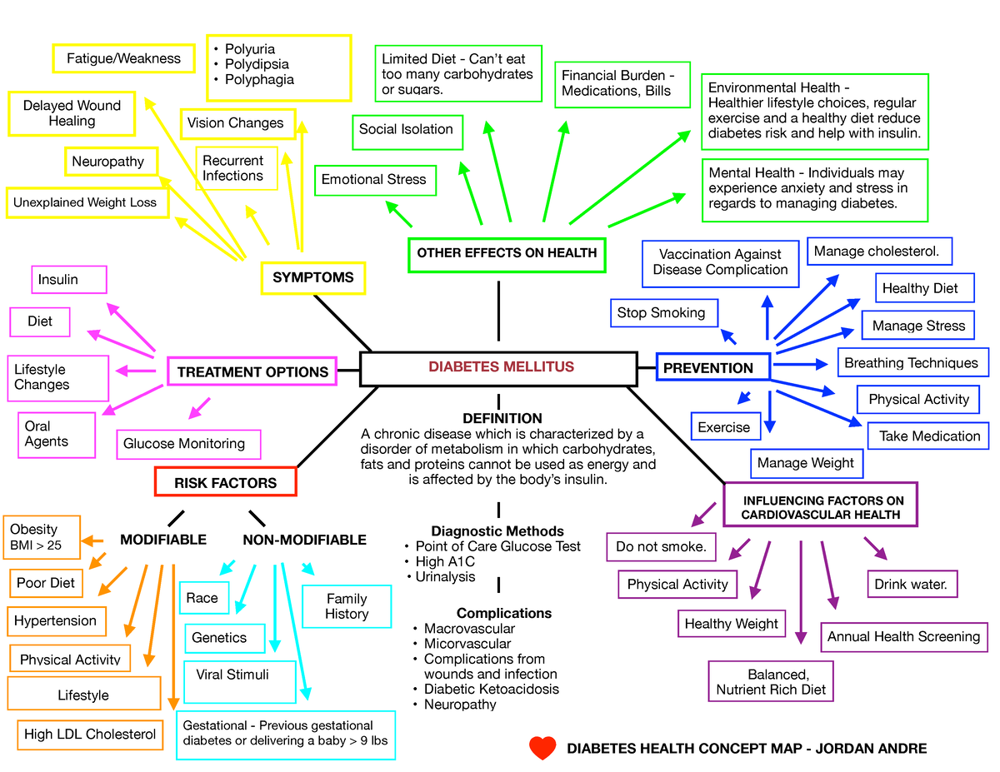 Fatigue/Weakness
• Polyuria
• Polydipsia
• Polyphagia
Delayed Wound
Healing
Vision Changes
Neuropathy
Recurrent
Infections
Unexplained Weight Loss
SYMPTOMS
Limited Diet - Can't eat
too many carbohydrates
or sugars.
Financial Burden -
Medications, Bills
Social Isolation
Emotional Stress
Environmental Health -
Healthier lifestyle choices, regular
exercise and a healthy diet reduce
diabetes risk and help with insulin.
Mental Health - Individuals may
experience anxiety and stress in
regards to managing diabetes.
OTHER EFFECTS ON HEALTH
Insulin
Diet
Lifestyle
Changes
Oral
Agents
Glucose Monitoring
TREATMENT OPTIONS
DIABETES MELLITUS
PREVENTION
Vaccination Against
Disease Complication
Manage cholesterol.
Healthy Diet
Stop Smoking
Manage Stress
Breathing Techniques
Physical Activity
Exercise
Take Medication
Manage Weight
DEFINITION
A chronic disease which is characterized by a
disorder of metabolism in which carbohydrates,
fats and proteins cannot be used as energy and
is affected by the body's insulin.
Diagnostic Methods
• Point of Care Glucose Test
• High A1C
• Urinalysis
Complications
• Macrovascular
• Micorvascular
• Complications from
wounds and infection
• Diabetic Ketoacidosis
• Neuropathy
RISK FACTORS
MODIFIABLE
NON-MODIFIABLE
Obesity
BMI > 25
Poor Diet
Hypertension
Physical Activity
Lifestyle
High LDL Cholesterol
Race
Genetics
Viral Stimuli
Family
History
Gestational - Previous gestational
diabetes or delivering a baby > 9 lbs
INFLUENCING FACTORS ON
CARDIOVASCULAR HEALTH
Do not smoke.
Physical Activity
Healthy Weight
Balanced,
Nutrient Rich Diet
Annual Health Screening
Drink water.
DIABETES HEALTH CONCEPT MAP - JORDAN ANDRE